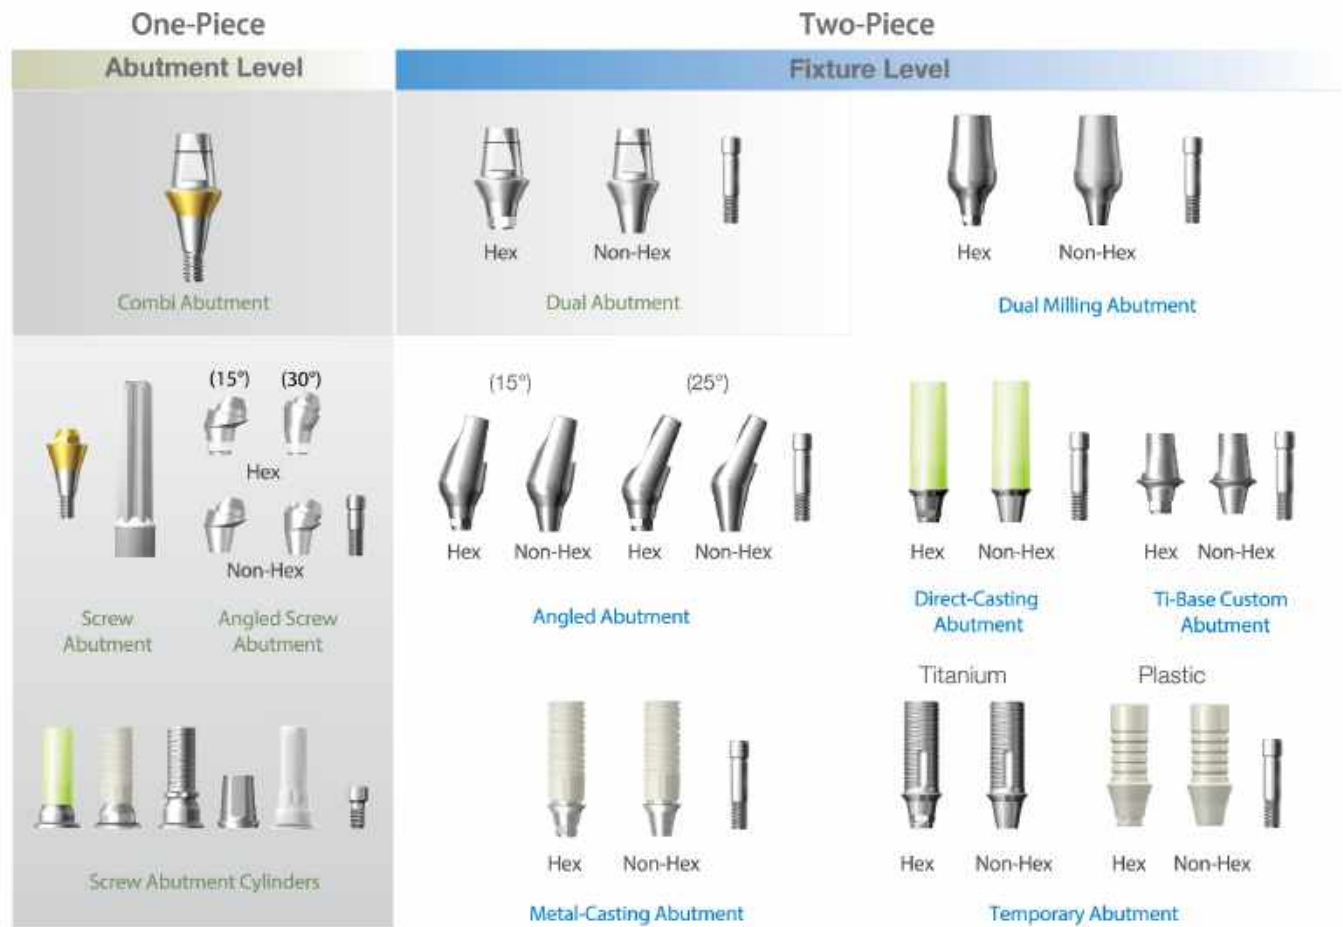 One-Piece
Two-Piece
Abutment Level
Fixture Level
Hex
Non-Hex
Hex
Non-Hex
Combi Abutment
Dual Abutment
Dual Milling Abutment
(15°)
(30°)
(15°)
(25°)
Hex
Non-Hex
Hex
Non-Hex
Hex
Non-Hex
Hex
Non-Hex
Hex
Non-Hex
Screw
Abutment
Angled Screw
Abutment
Angled Abutment
Direct-Casting
Abutment
Ti-Base Custom
Abutment
Titanium
Plastic
Hex
Non-Hex
Hex
Non-Hex
Hex
Non-Hex
Screw Abutment Cylinders
Metal-Casting Abutment
Temporary Abutment